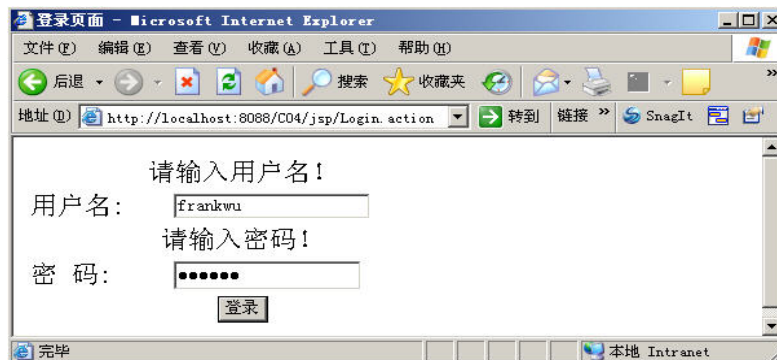 登录页面 - Microsoft Internet Explorer
文件(F) 编辑(E) 查看(V) 收藏(A) 工具(T) 帮助(H)
后退 搜索 收藏夹 »
地址(D) http://localhost:8088/C04/jsp/Login.action 转到 链接 » SnagIt
请输入用户名!
用户名: frankwu
请输入密码!
密 码: ●●●●●●
登录
完毕 本地 Intranet